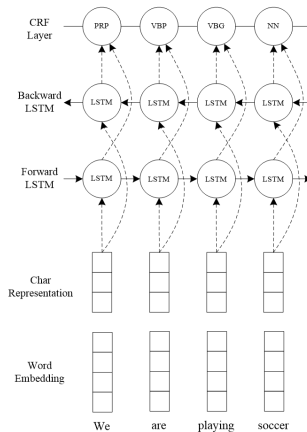 CRF
Layer
PRP VBP VBG NN
Backward
LSTM
LSTM LSTM LSTM LSTM
Forward
LSTM
LSTM LSTM LSTM LSTM
Char
Representation
Word
Embedding
We are playing soccer